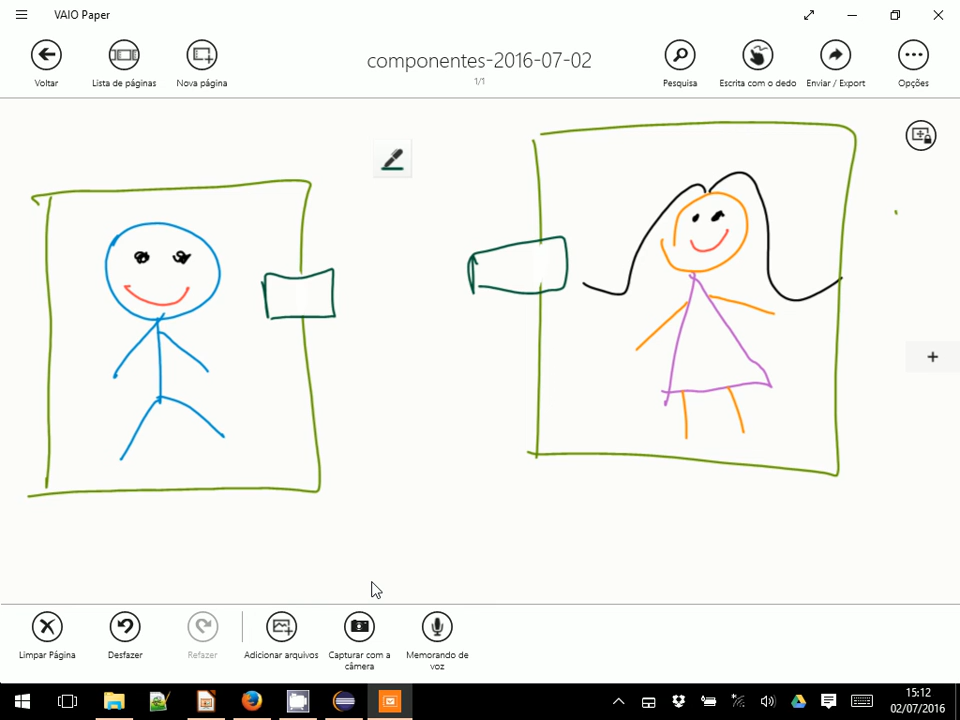 VAIO Paper
Voltar
Lista de páginas
Nova página
componentes-2016-07-02
1/1
Pesquisa
Escrita com o dedo
Enviar / Export
Opções
Limpar Página
Desfazer
Refazer
Adicionar arquivos
Capturar com a
câmera
Memorando de
voz
15:12
02/07/2016